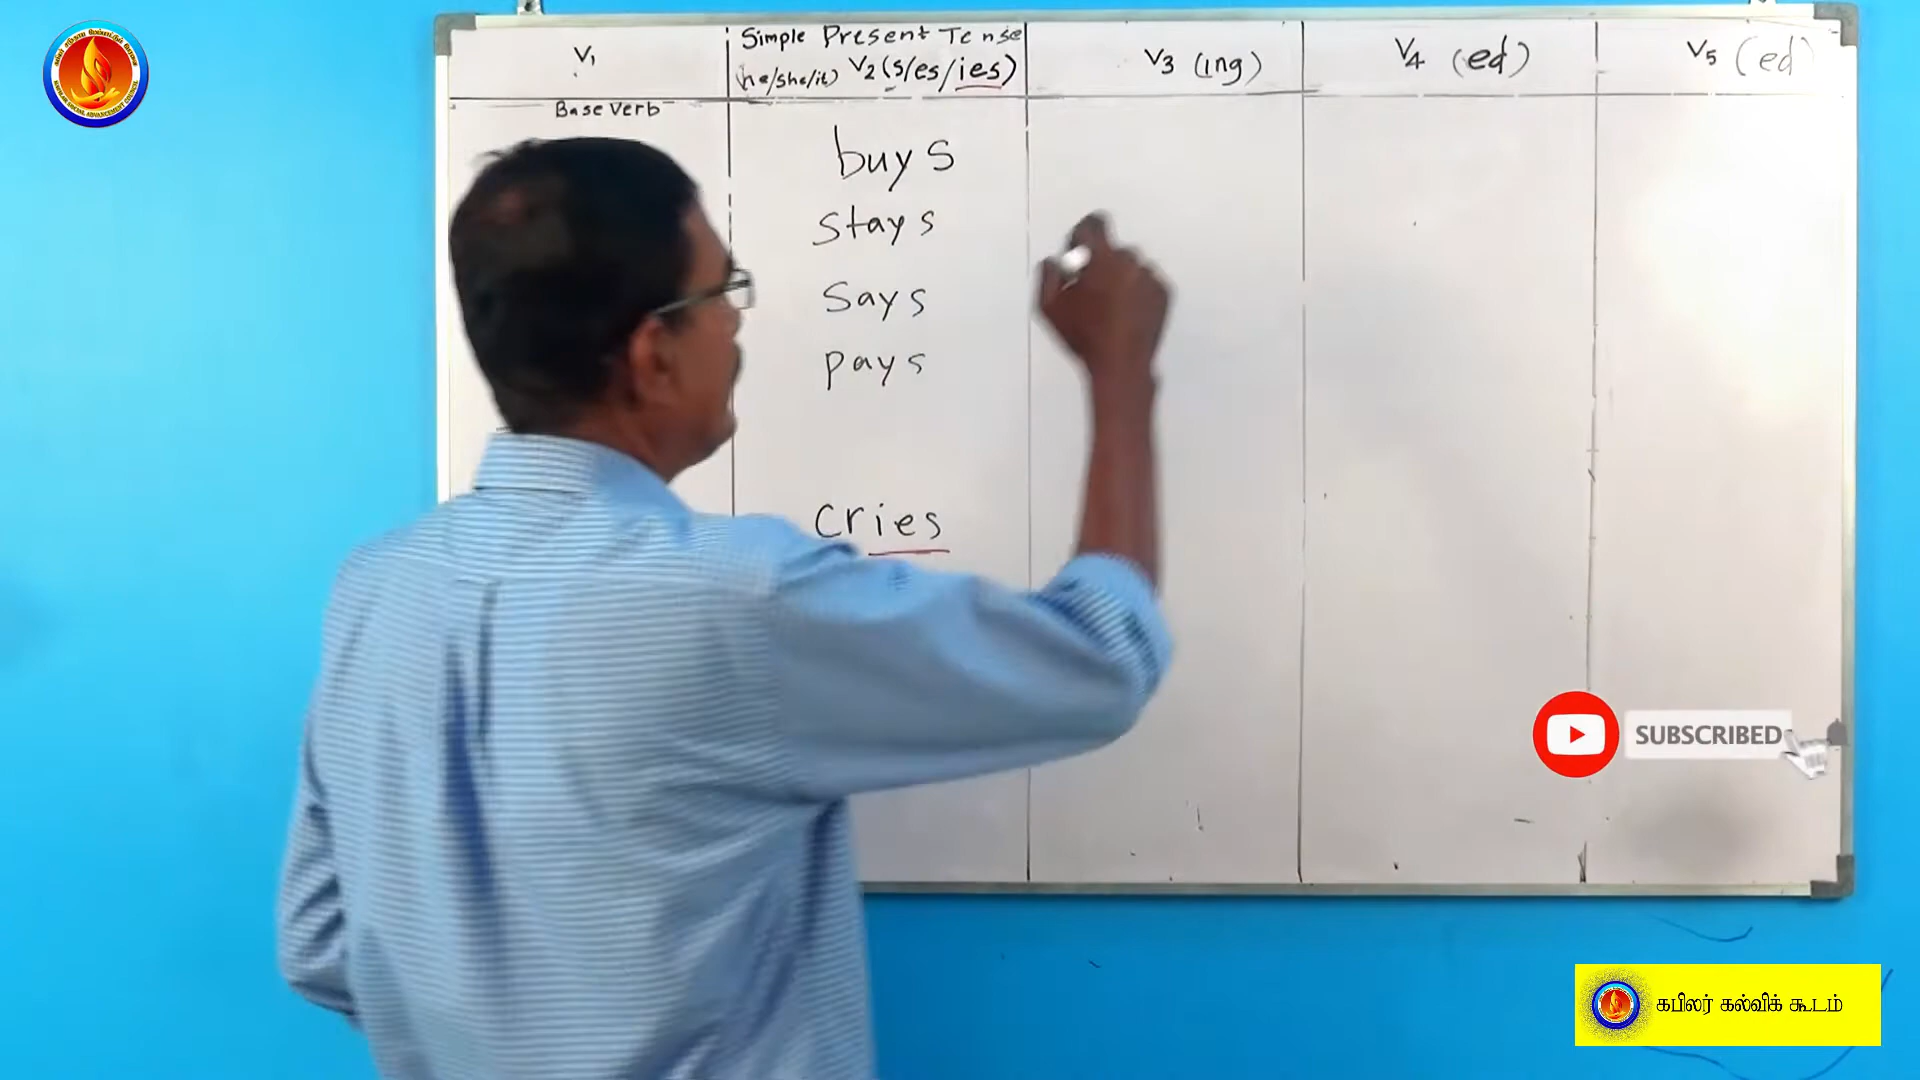 V1
Simple Present Tense
(he/she/it) V2 (s/es/ies)
V3 (ing)
V4 (ed)
V5 (ed)
Base Verb
buys
stays
says
pays
cries
SUBSCRIBED
கபிலர் கல்விக் கூடம்